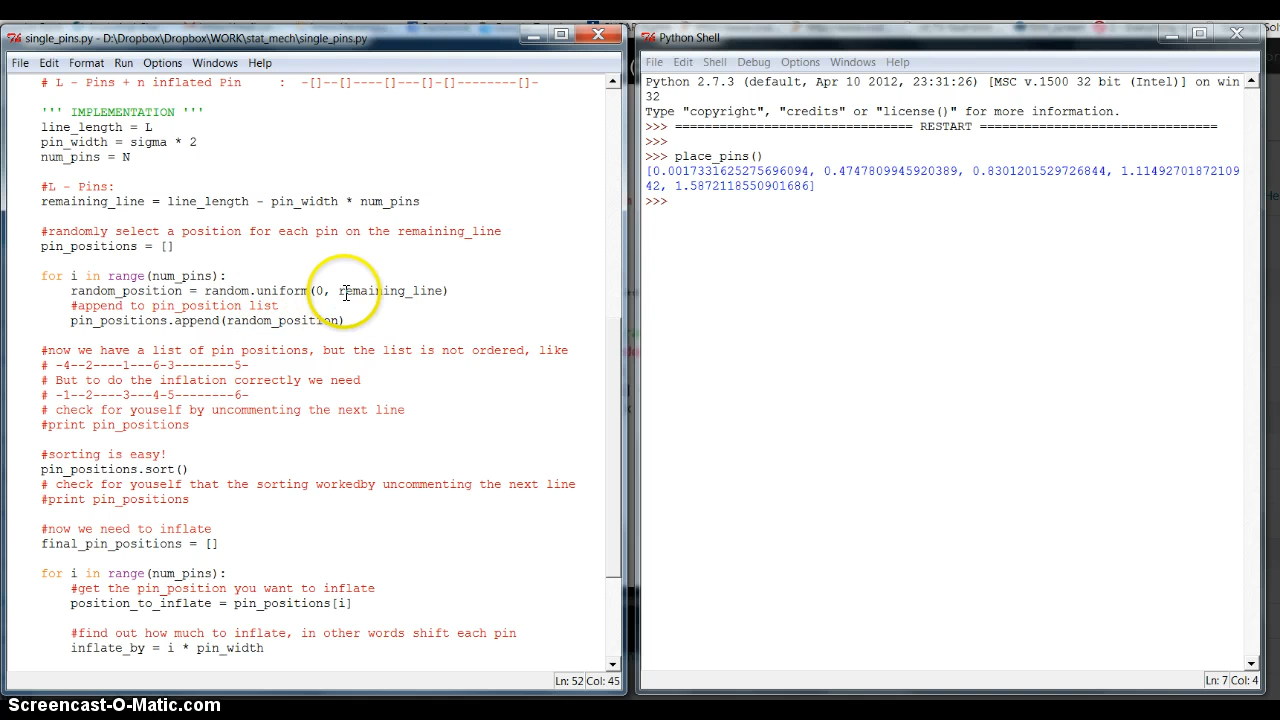 single_pins.py - D:\Dropbox\Dropbox\WORK\stat_mech\single_pins.py
File Edit Format Run Options Windows Help
# L - Pins + n inflated Pin : -[]--[]----[]---[]-[]--------[]-
''' IMPLEMENTATION '''
line_length = L
pin_width = sigma * 2
num_pins = N
#L - Pins:
remaining_line = line_length - pin_width * num_pins
#randomly select a position for each pin on the remaining_line
pin_positions = []
for i in range(num_pins):
random_position = random.uniform(0, remaining_line)
#append to pin_position list
pin_positions.append(random_position)
#now we have a list of pin positions, but the list is not ordered, like
# -4--2----1---6-3--------5-
# But to do the inflation correctly we need
# -1--2----3---4-5--------6-
# check for youself by uncommenting the next line
#print pin_positions
#sorting is easy!
pin_positions.sort()
# check for youself that the sorting workedby uncommenting the next line
#print pin_positions
#now we need to inflate
final_pin_positions = []
for i in range(num_pins):
#get the pin_position you want to inflate
position_to_inflate = pin_positions[i]
#find out how much to inflate, in other words shift each pin
inflate_by = i * pin_width
Ln: 52 Col: 45
Python Shell
File Edit Shell Debug Options Windows Help
Python 2.7.3 (default, Apr 10 2012, 23:31:26) [MSC v.1500 32 bit (Intel)] on win
32
Type "copyright", "credits" or "license()" for more information.
>>> ================================ RESTART ================================
>>>
>>> place_pins()
[0.0017331625275696094, 0.4747809945920389, 0.8301201529726844, 1.11492701872109
42, 1.5872118550901686]
>>>
Ln: 7 Col: 4
Screencast-O-Matic.com